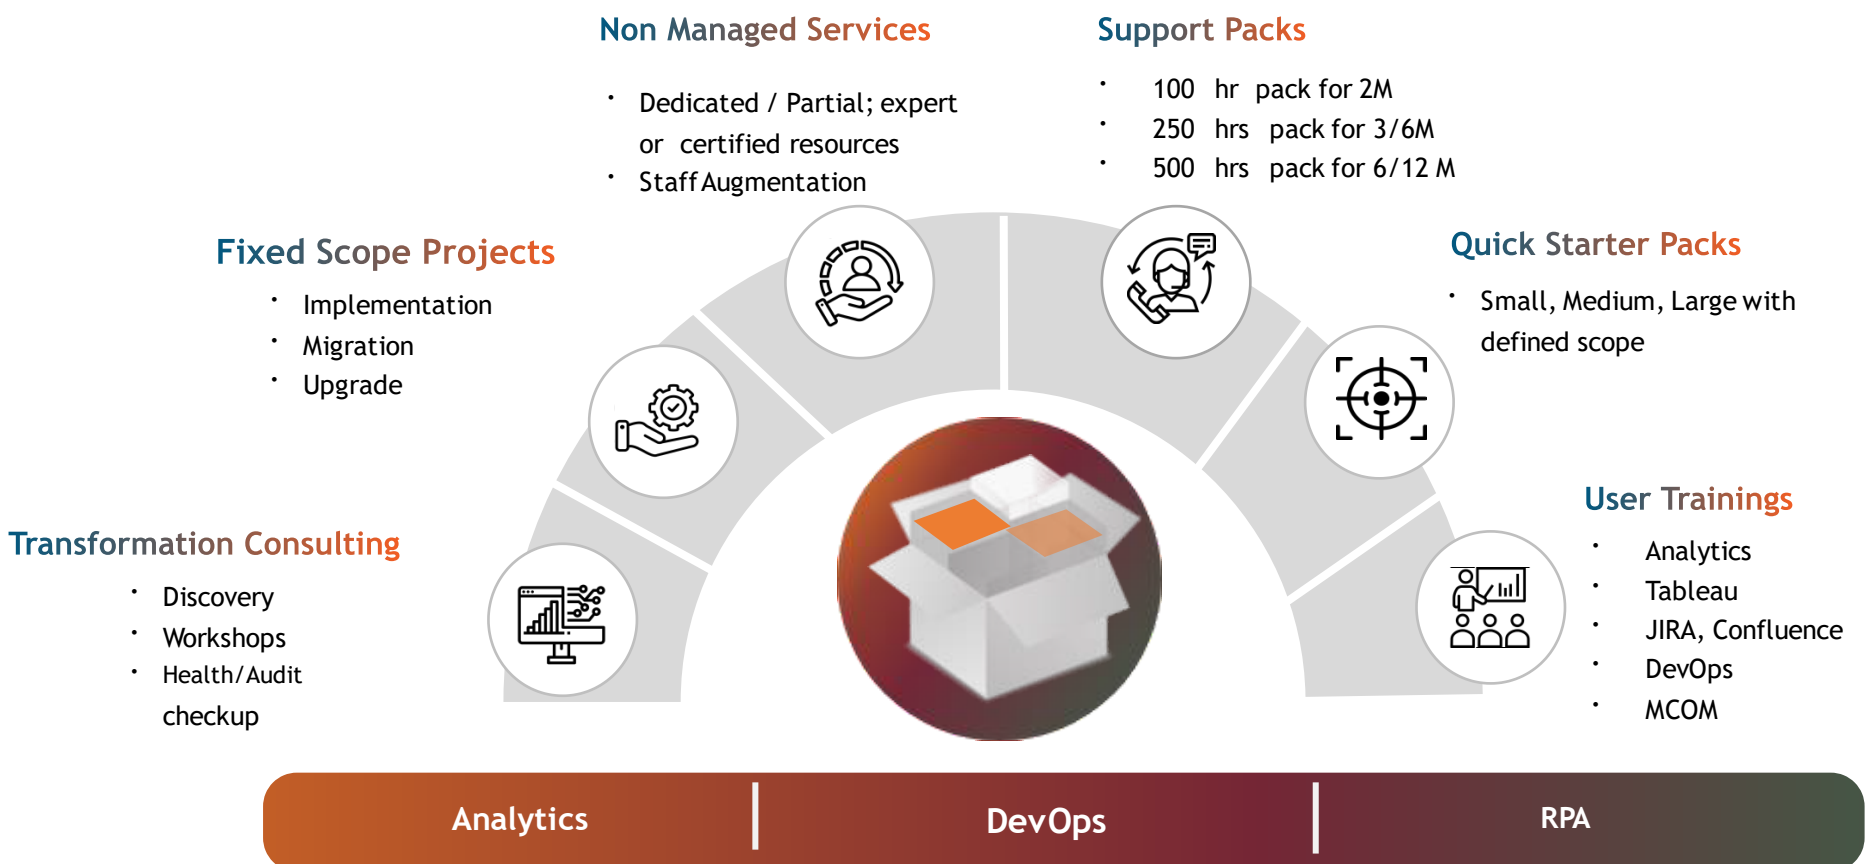 Non Managed Services
· Dedicated / Partial; expert
or certified resources
· Staff Augmentation
Support Packs
· 100 hr pack for 2M
· 250 hrs pack for 3/6M
· 500 hrs pack for 6/12 M
Fixed Scope Projects
· Implementation
· Migration
· Upgrade
Quick Starter Packs
· Small, Medium, Large with
defined scope
Transformation Consulting
· Discovery
· Workshops
· Health/Audit
checkup
User Trainings
· Analytics
· Tableau
· JIRA, Confluence
· DevOps
· MCOM
Analytics
DevOps
RPA